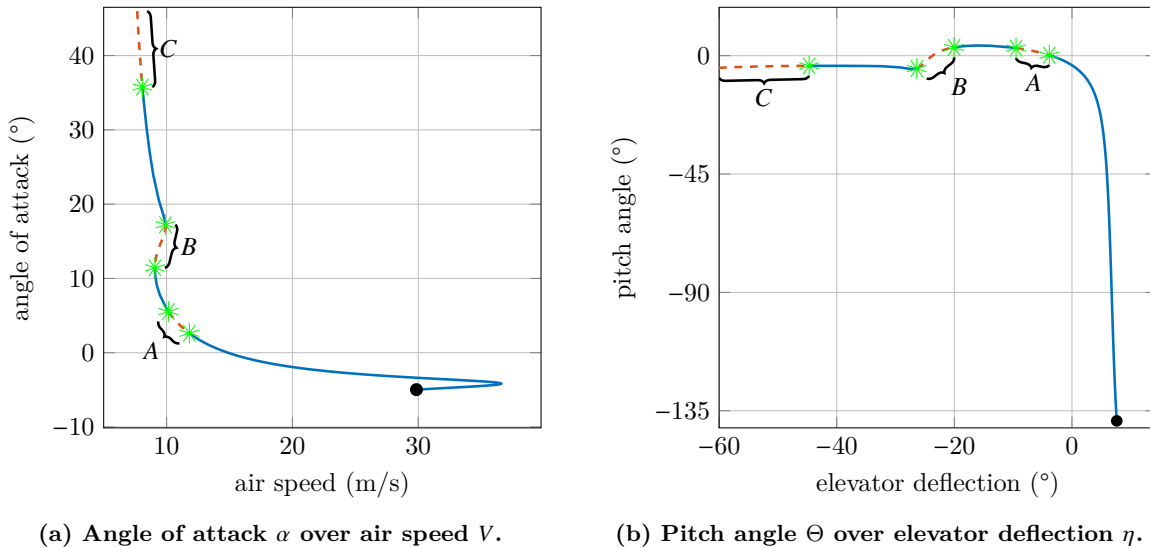 40
30
20
10
0
−10
10
20
30
C
B
A
angle of attack (°)
air speed (m/s)
(a) Angle of attack α over air speed V.
0
−45
−90
−135
−60
−40
−20
0
C
B
A
pitch angle (°)
elevator deflection (°)
(b) Pitch angle Θ over elevator deflection η.